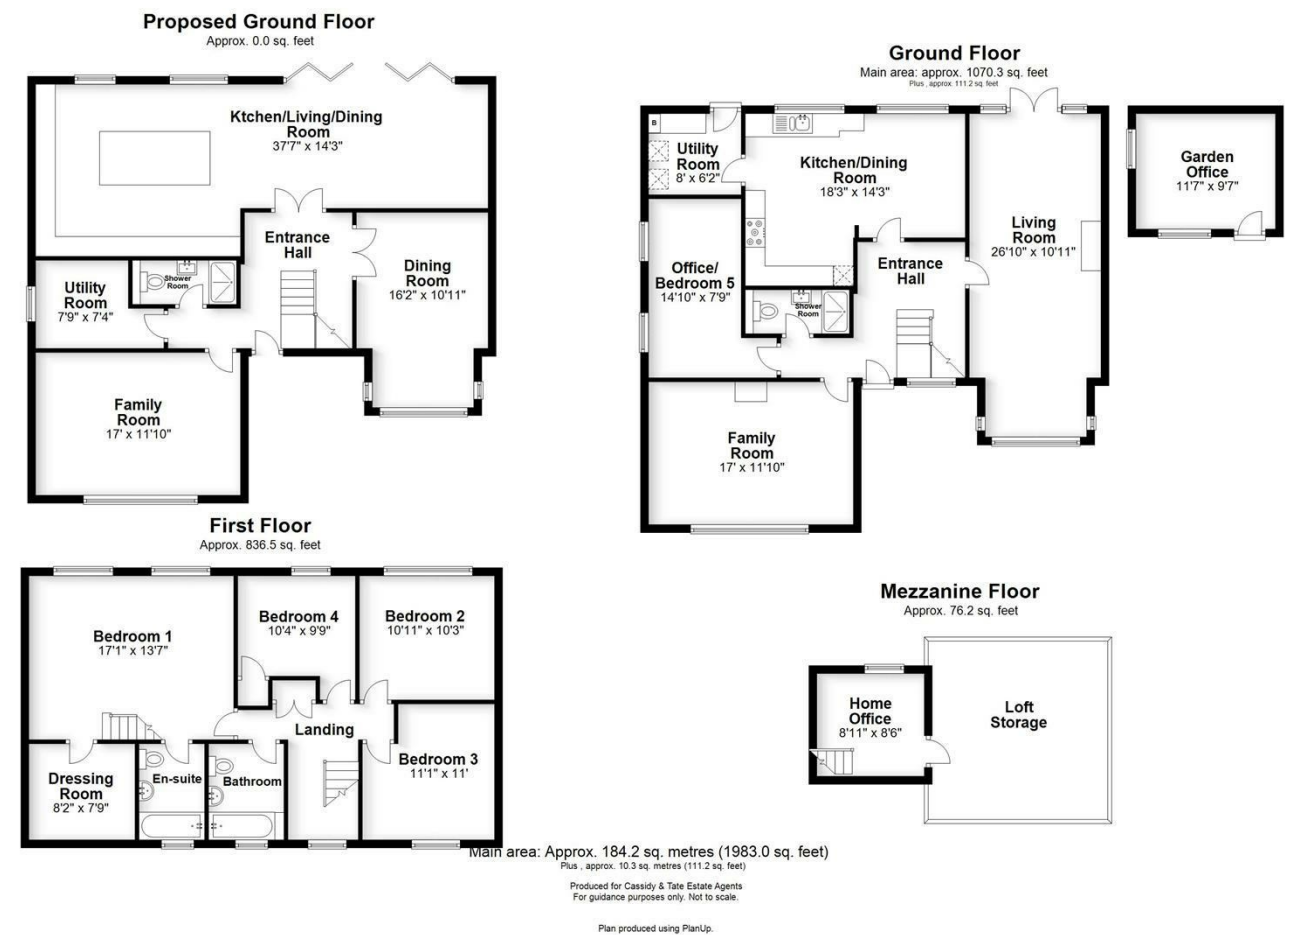 Proposed Ground Floor
Approx. 0.0 sq. feet
Ktchen/Living/Dining
Room
37'7" x 14'3"
Entrance
Hall
Dining
Room
16'2" x 10'11"
Shower
Room
Utility
Room
7'9" x 7'4"
Family
Room
17' x 11'10"
Ground Floor
Main area: approx. 1070.3 sq. feet
Plus , approx. 111.2 sq. feet
B
Utility
Room
8' x 6'2"
Kitchen/Dining
Room
18'3" x 14'3"
Living
Room
26'10" x 10'11"
Garden
Office
11'7" x 9'7"
Office/
Bedroom 5
14'10" x 7'9"
Entrance
Hall
Shower
Room
Family
Room
17' x 11'10"
First Floor
Approx. 836.5 sq. feet
Bedroom 1
17'1" x 13'7"
Bedroom 4
10'4" x 9'9"
Bedroom 2
10'11" x 10'3"
Landing
Bedroom 3
11'1" x 11'
Dressing
Room
8'2" x 7'9"
En-suite
Bathroom
Mezzanine Floor
Approx. 76.2 sq. feet
Home
Office
8'11" x 8'6"
Loft
Storage
Main area: Approx. 184.2 sq. metres (1983.0 sq. feet)
Plus , approx. 10.3 sq. metres (111.2 sq. feet)
Produced for Cassidy & Tate Estate Agents
For guidance purposes only. Not to scale.
Plan produced using PlanUp.